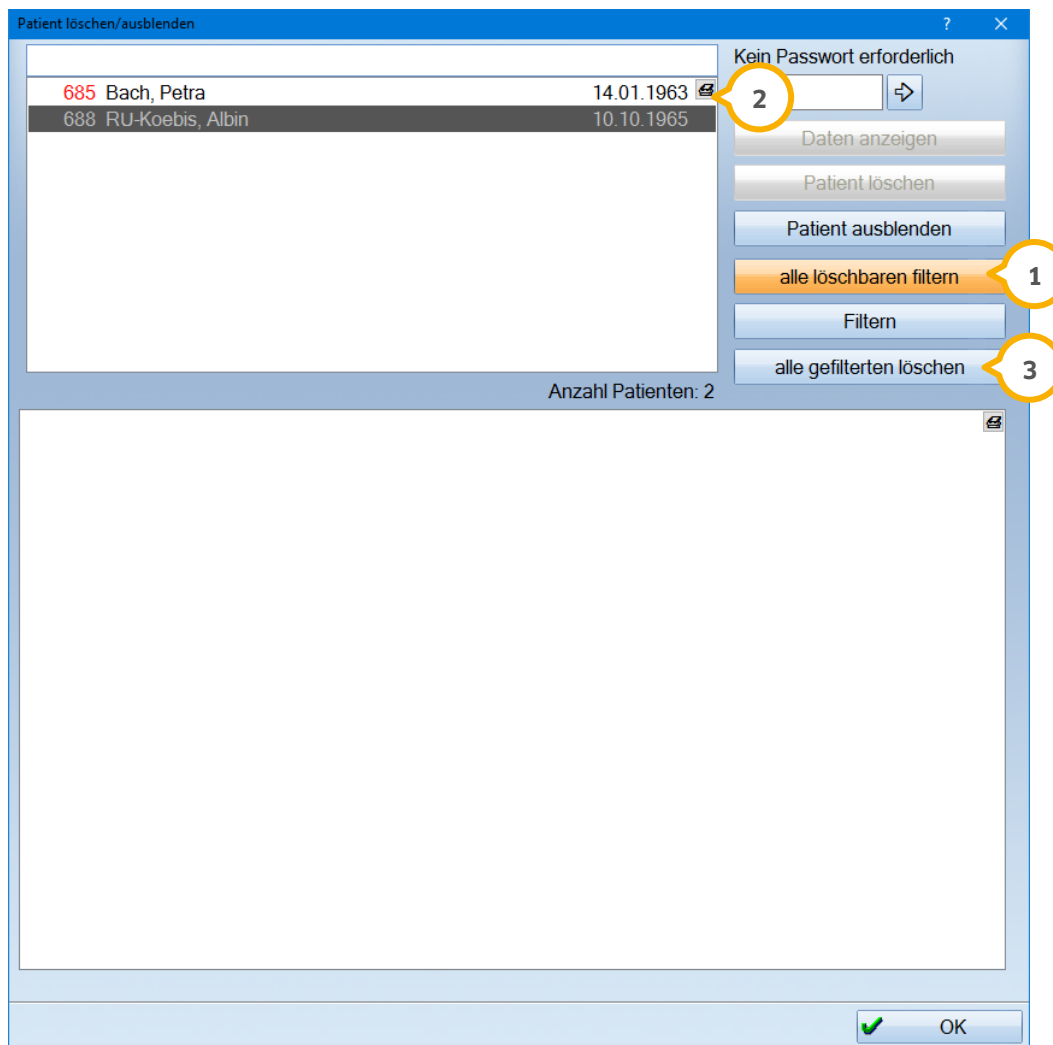 Patient löschen/ausblenden ?
Kein Passwort erforderlich
685 Bach, Petra 14.01.1963
2
688 RU-Koebis, Albin 10.10.1965
Daten anzeigen
Patient löschen
Patient ausblenden
alle löschbaren filtern
1
Filtern
alle gefilterten löschen
3
Anzahl Patienten: 2
OK